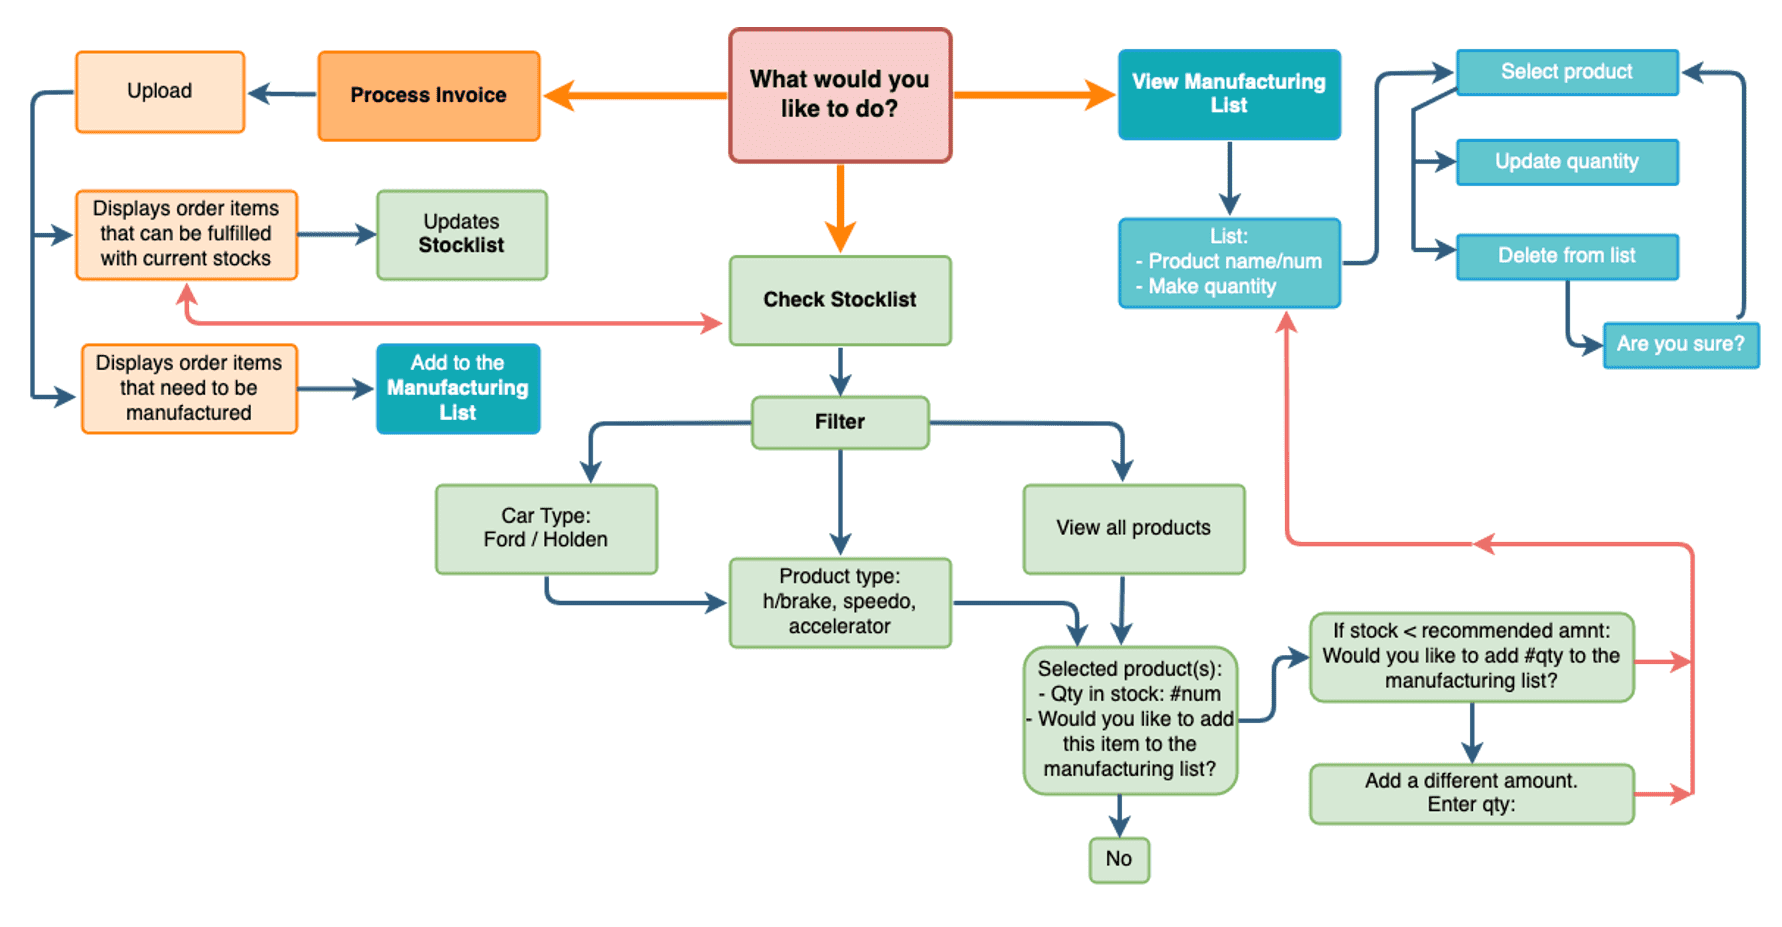 What would you
like to do?
Process Invoice
Upload
Displays order items
that can be fulfilled
with current stocks
Updates
Stocklist
Displays order items
that need to be
manufactured
Add to the
Manufacturing
List
Check Stocklist
Filter
Car Type:
Ford / Holden
Product type:
h/brake, speedo,
accelerator
View all products
Selected product(s):
- Qty in stock: #num
- Would you like to add
this item to the
manufacturing list?
No
If stock < recommended amnt:
Would you like to add #qty to the
manufacturing list?
Add a different amount.
Enter qty:
View Manufacturing
List
List:
- Product name/num
- Make quantity
Select product
Update quantity
Delete from list
Are you sure?